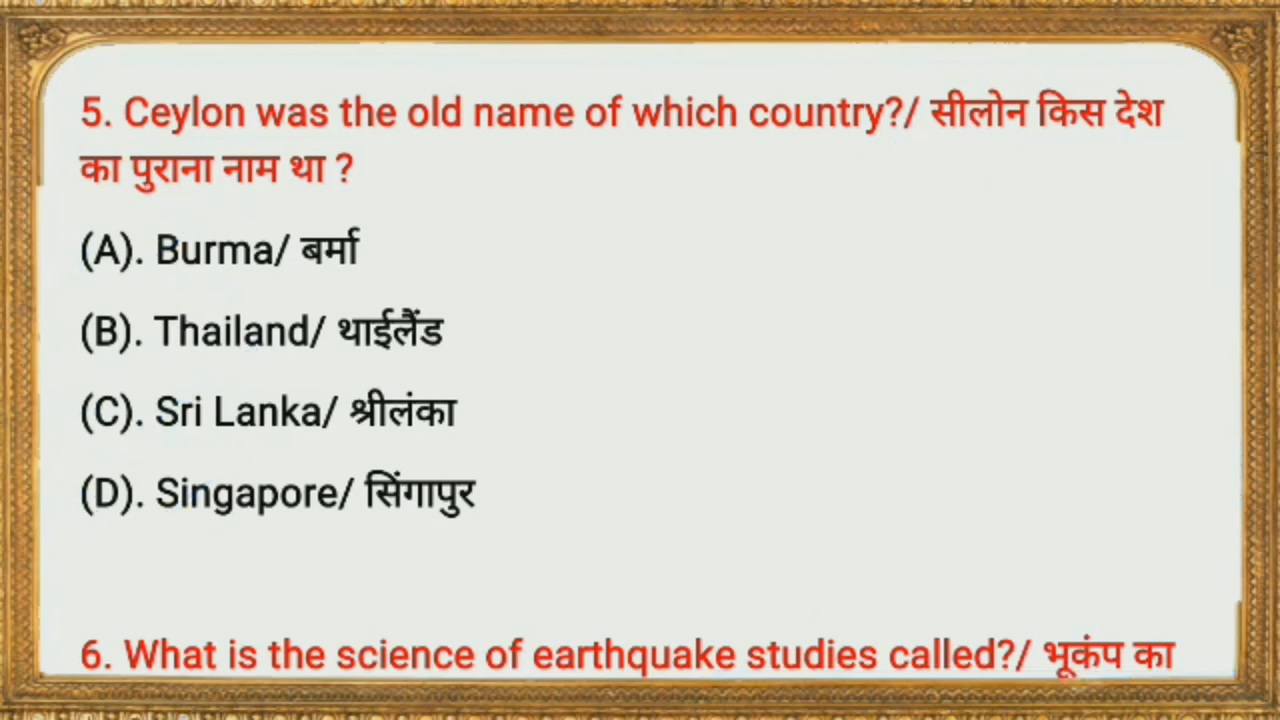 5. Ceylon was the old name of which country?/ सीलोन किस देश
का पुराना नाम था ?
(A). Burma/ बर्मा
(B). Thailand/ थाईलैंड
(C). Sri Lanka/ श्रीलंका
(D). Singapore/ सिंगापुर
6. What is the science of earthquake studies called?/ भूकंप का